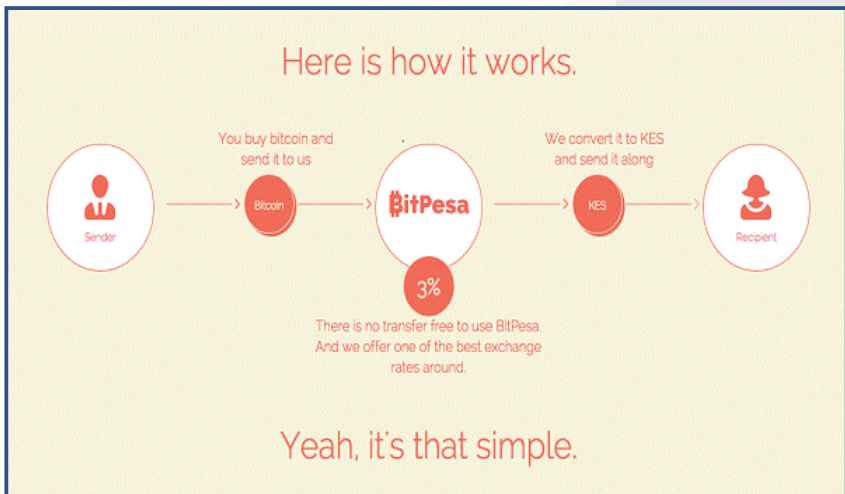 Here is how it works.
You buy bitcoin and
send it to us
We convert it to KES
and send it along
Sender
Bitcoin
BitPesa
KES
Recipient
3%
There is no transfer free to use BitPesa.
And we offer one of the best exchange
rates around.
Yeah, it's that simple.